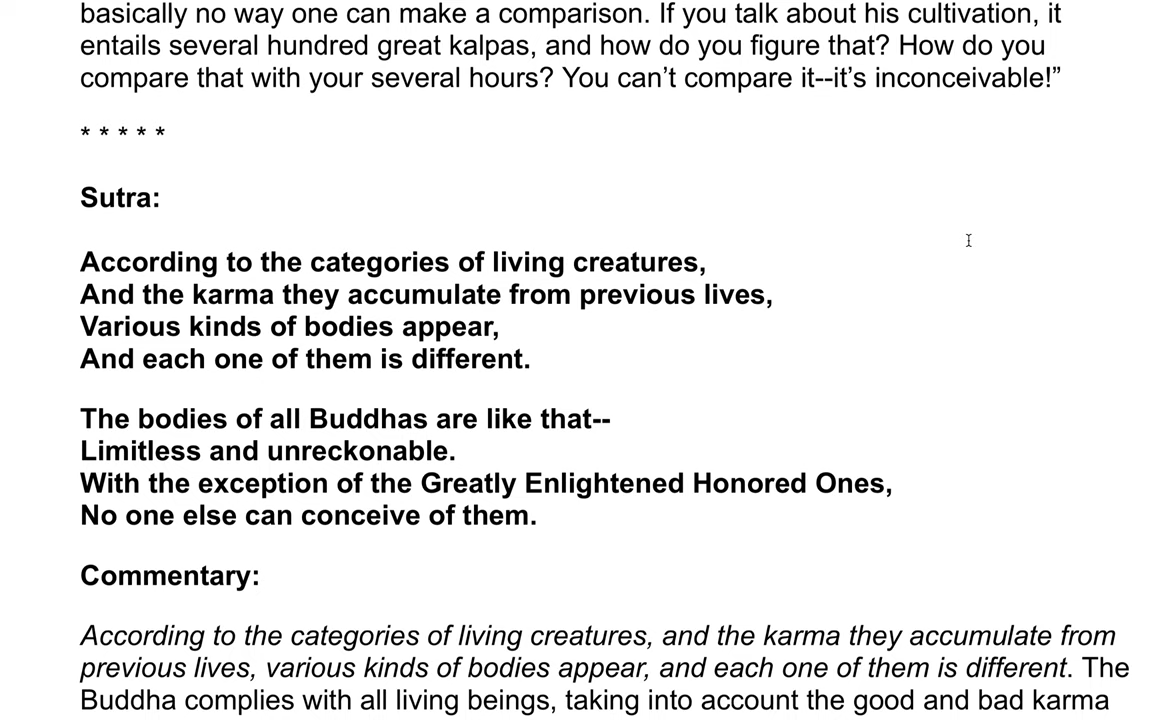 basically no way one can make a comparison. If you talk about his cultivation, it
entails several hundred great kalpas, and how do you figure that? How do you
compare that with your several hours? You can’t compare it--it’s inconceivable!”
* * * * *
Sutra:
According to the categories of living creatures,
And the karma they accumulate from previous lives,
Various kinds of bodies appear,
And each one of them is different.
The bodies of all Buddhas are like that--
Limitless and unreckonable.
With the exception of the Greatly Enlightened Honored Ones,
No one else can conceive of them.
Commentary:
According to the categories of living creatures, and the karma they accumulate from
previous lives, various kinds of bodies appear, and each one of them is different. The
Buddha complies with all living beings, taking into account the good and bad karma